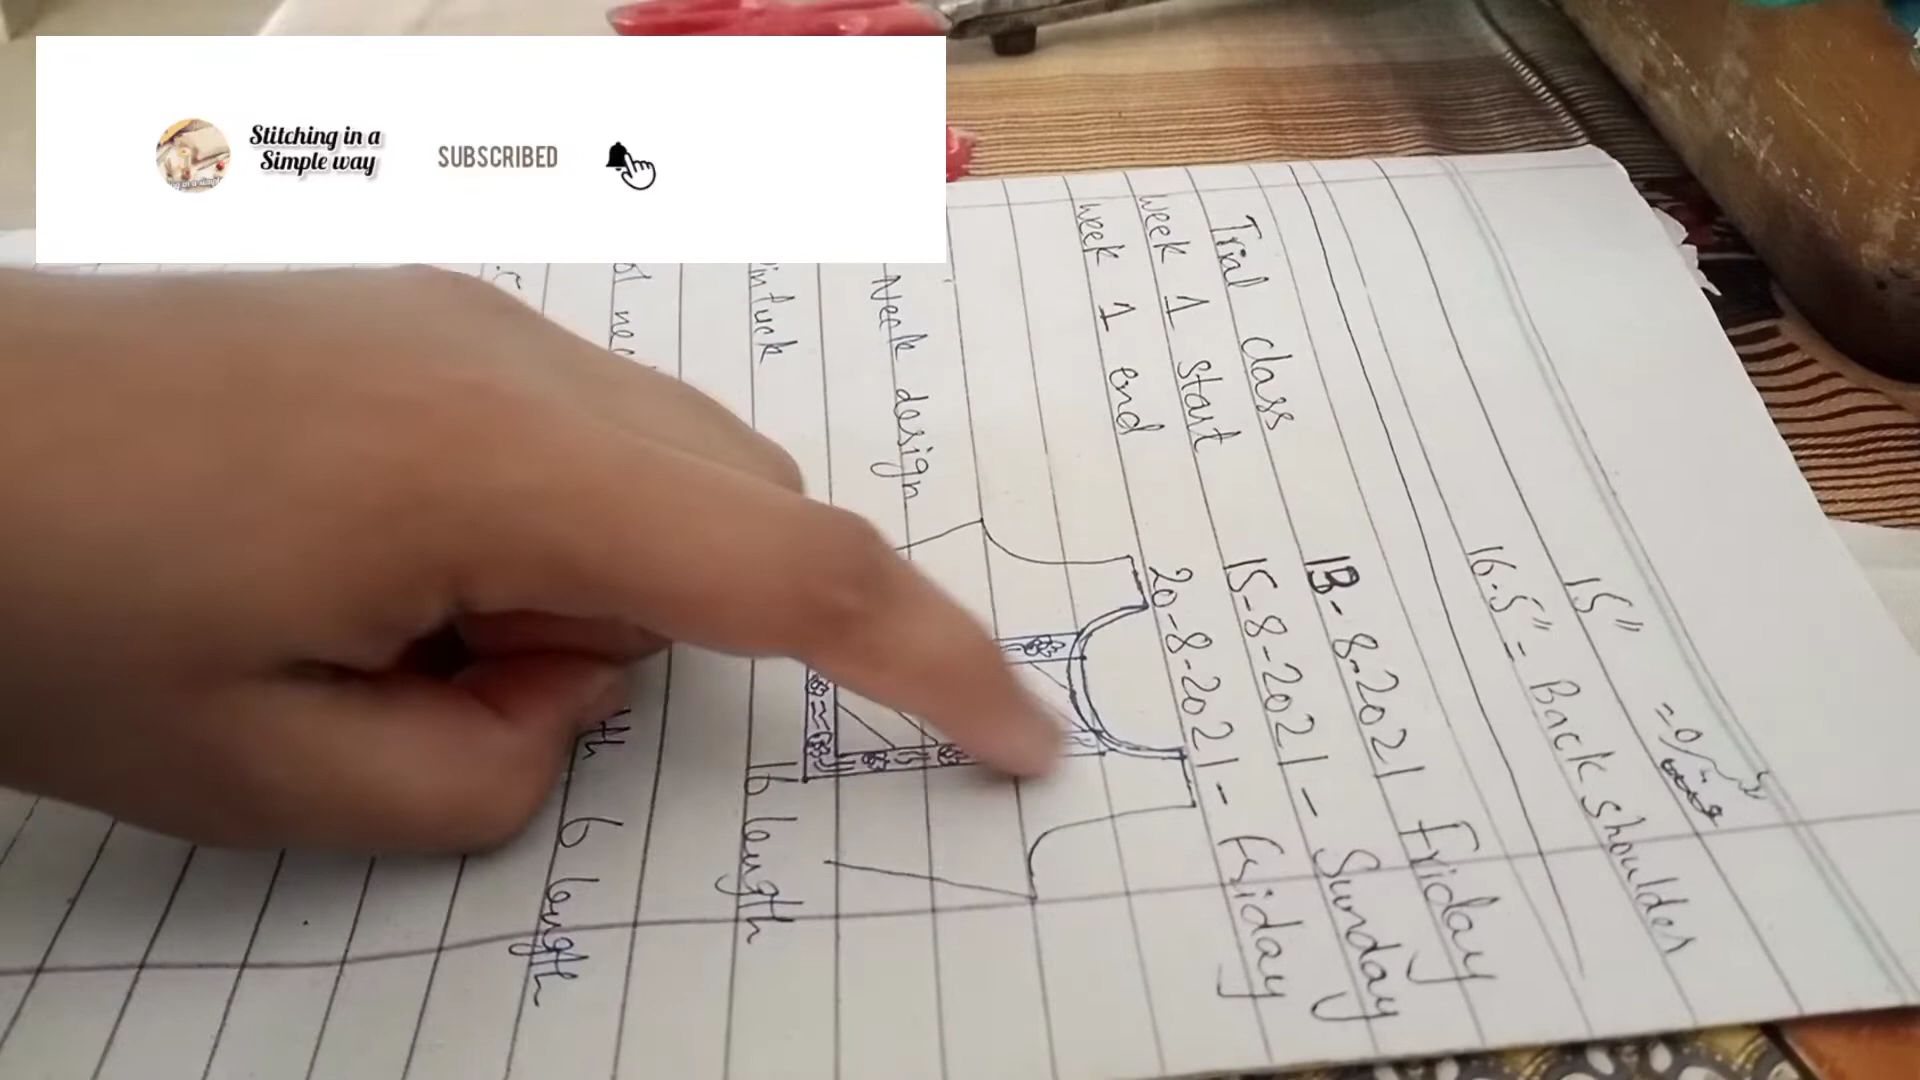 Stitching in a
Simple way
SUBSCRIBED
15"
16.5" = Back shoulder
Trial class 13-8-2021 Friday
week 1 start 15-8-2021 - Sunday
week 1 end 20-8-2021 - Friday
Neck design
length
6 length